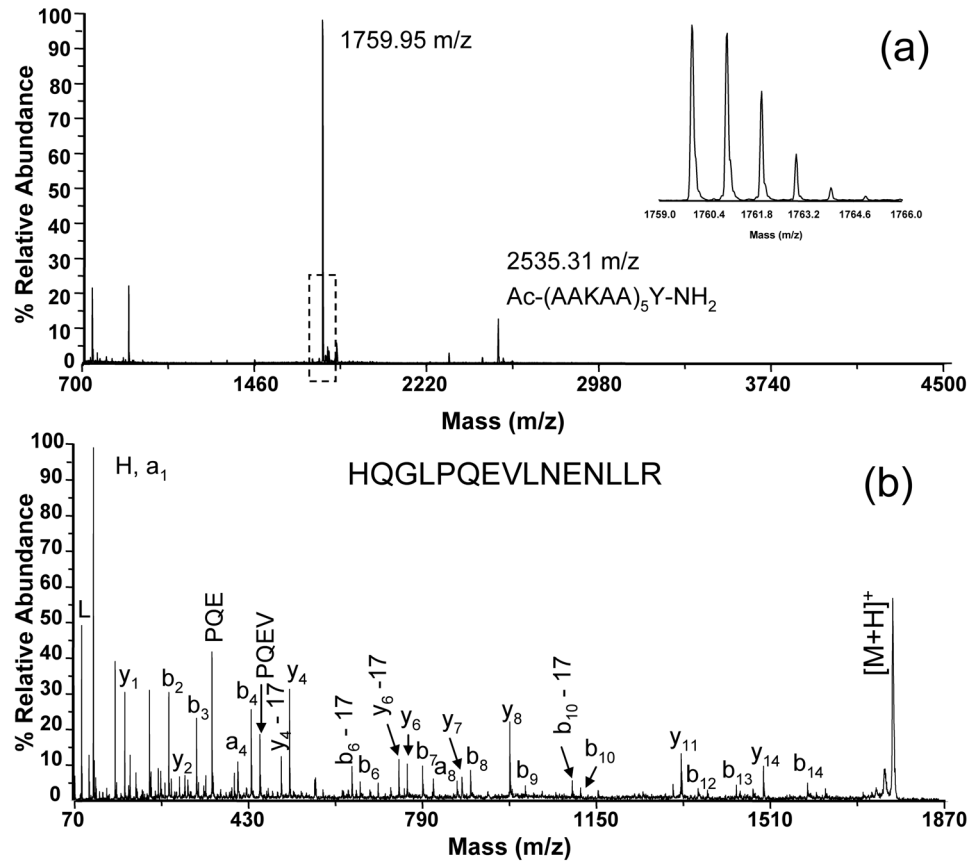 % Relative Abundance
100
90
80
70
60
50
40
30
20
10
0
1759.95 m/z
(a)
1759.0 1760.4 1761.8 1763.2 1764.6 1766.0
Mass (m/z)
2535.31 m/z
Ac-(AAKAA)₅Y-NH₂
700 1460 2220 2980 3740 4500
Mass (m/z)
% Relative Abundance
100
90
80
70
60
50
40
30
20
10
0
H, a₁
HQGLPQEVLNENLLR
(b)
L
y₁
b₂
y₂
b₃
PQE
a₄
b₄
PQEV
y₄ - 17
y₄
b₆ - 17
b₆
y₆ -17
y₆
b₇
a₈
y₇
b₈
y₈
b₉
b₁₀ - 17
b₁₀
y₁₁
b₁₂
b₁₃
y₁₄
b₁₄
[M+H]⁺
70 430 790 1150 1510 1870
Mass (m/z)